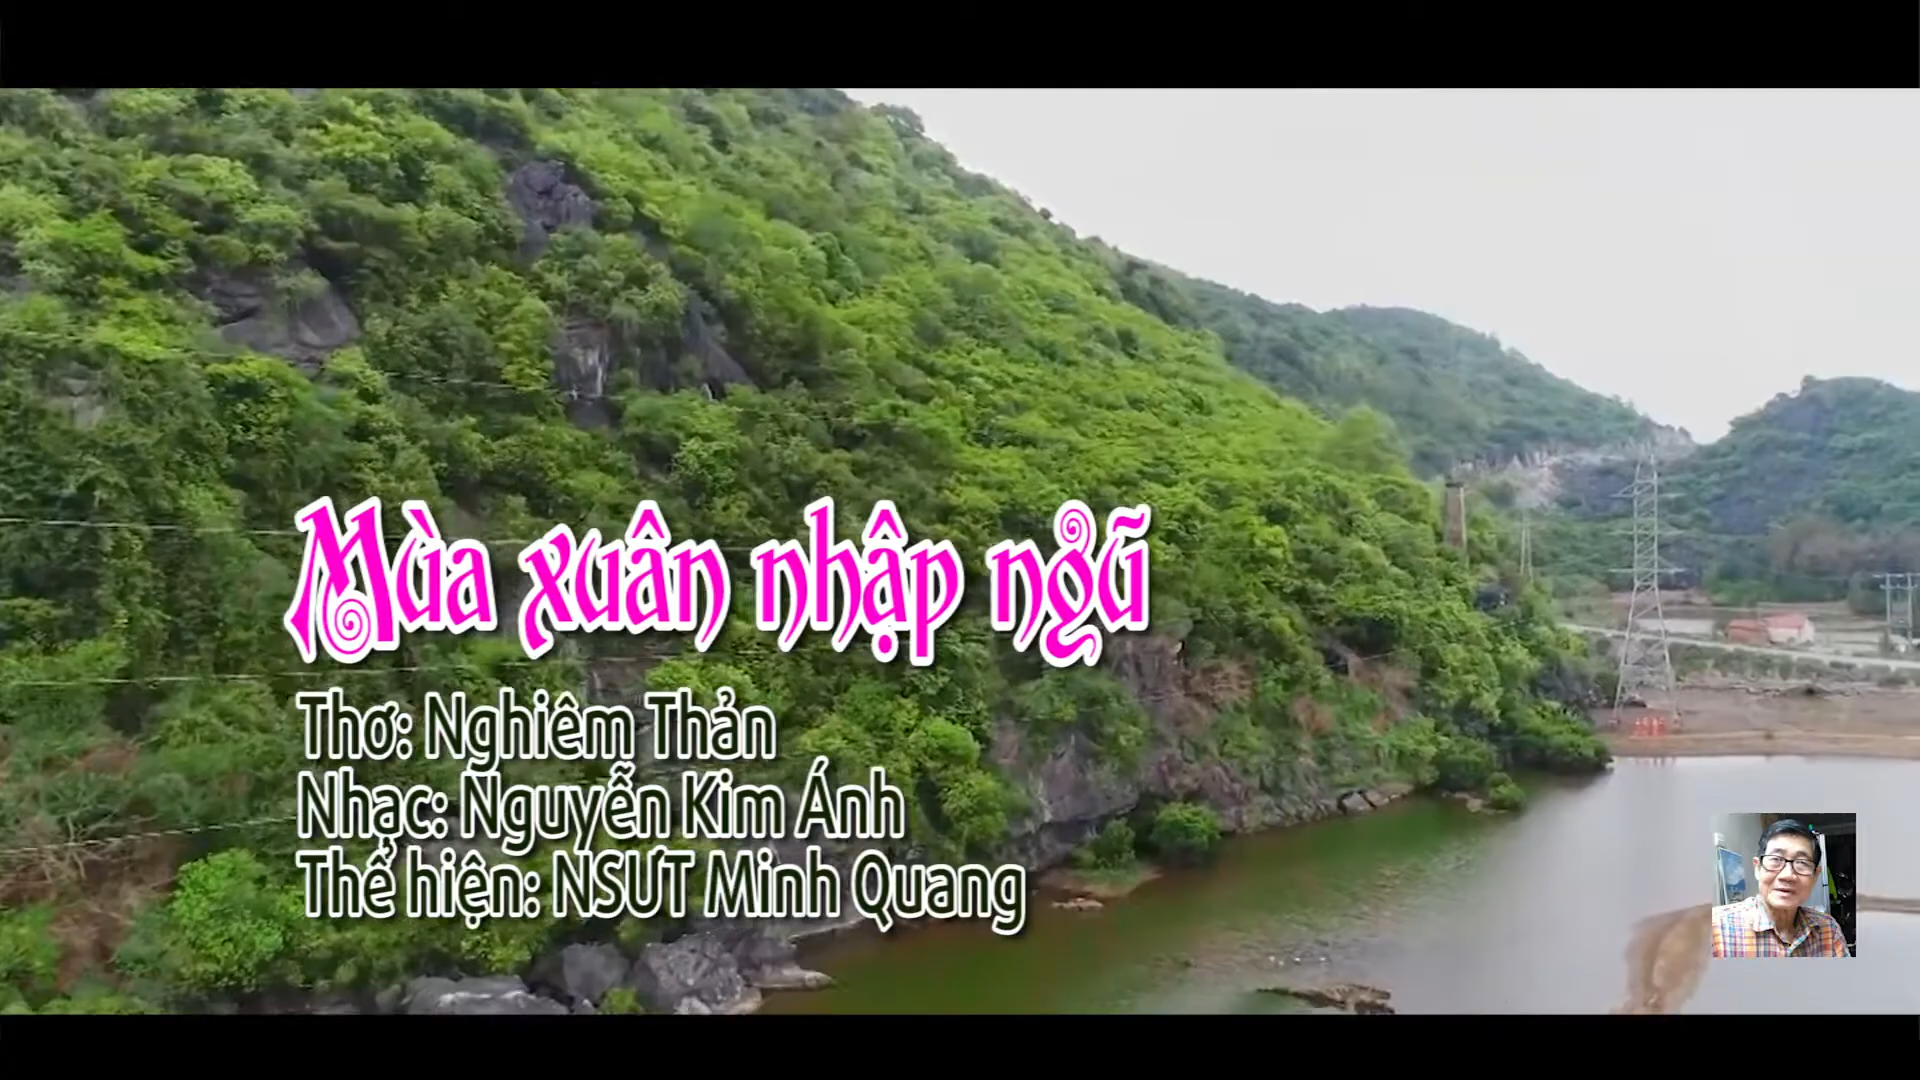 Mùa xuân nhập ngũ
Thơ: Nghiêm Thản
Nhạc: Nguyễn Kim Ánh
Thể hiện: NSƯT Minh Quang